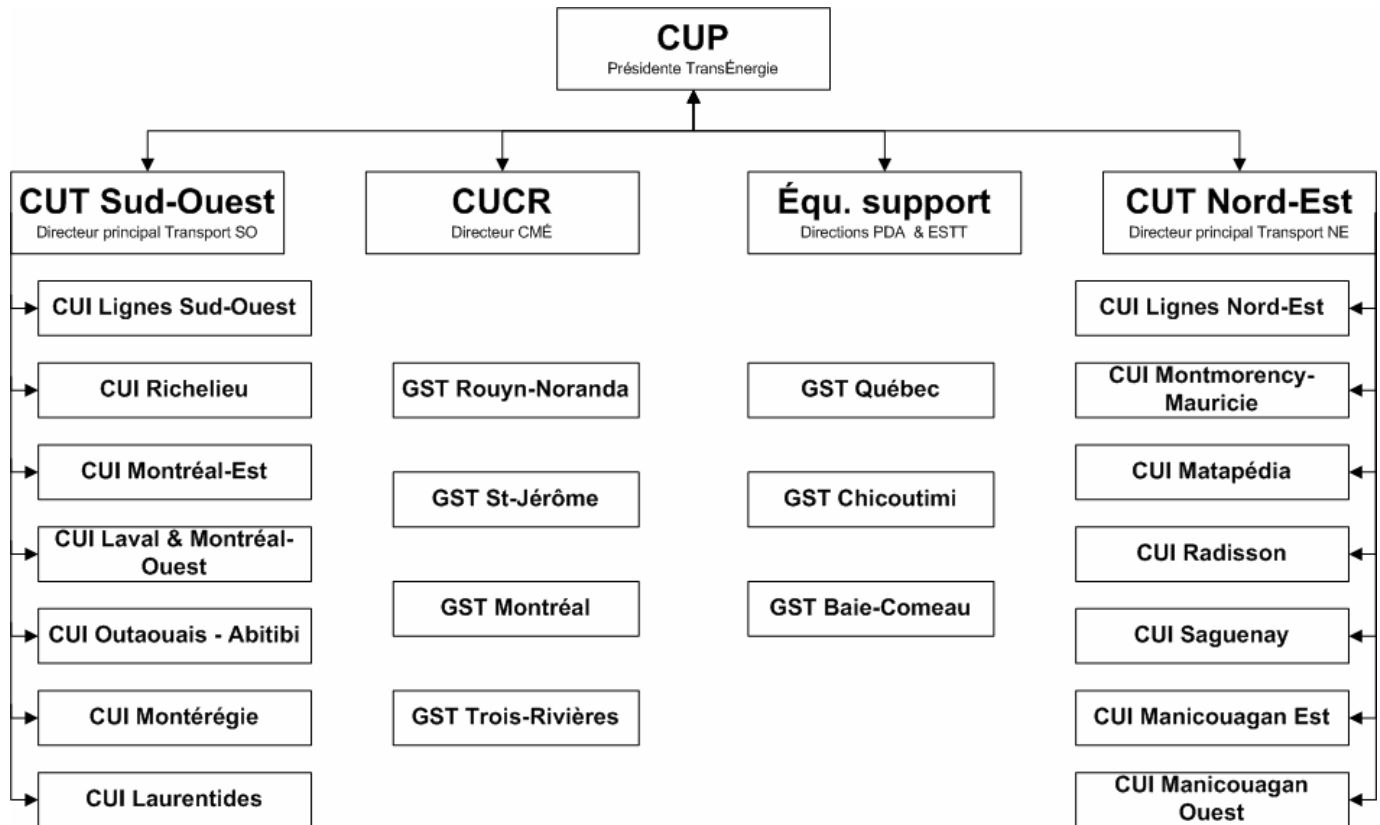 CUP
Présidente TransÉnergie
CUT Sud-Ouest
Directeur principal Transport SO
CUCR
Directeur CMÉ
Équ. support
Directions PDA & ESTT
CUT Nord-Est
Directeur principal Transport NE
CUI Lignes Sud-Ouest
CUI Richelieu
CUI Montréal-Est
CUI Laval & Montréal-
Ouest
CUI Outaouais - Abitibi
CUI Montérégie
CUI Laurentides
GST Rouyn-Noranda
GST St-Jérôme
GST Montréal
GST Trois-Rivières
GST Québec
GST Chicoutimi
GST Baie-Comeau
CUI Lignes Nord-Est
CUI Montmorency-
Mauricie
CUI Matapédia
CUI Radisson
CUI Saguenay
CUI Manicouagan Est
CUI Manicouagan
Ouest